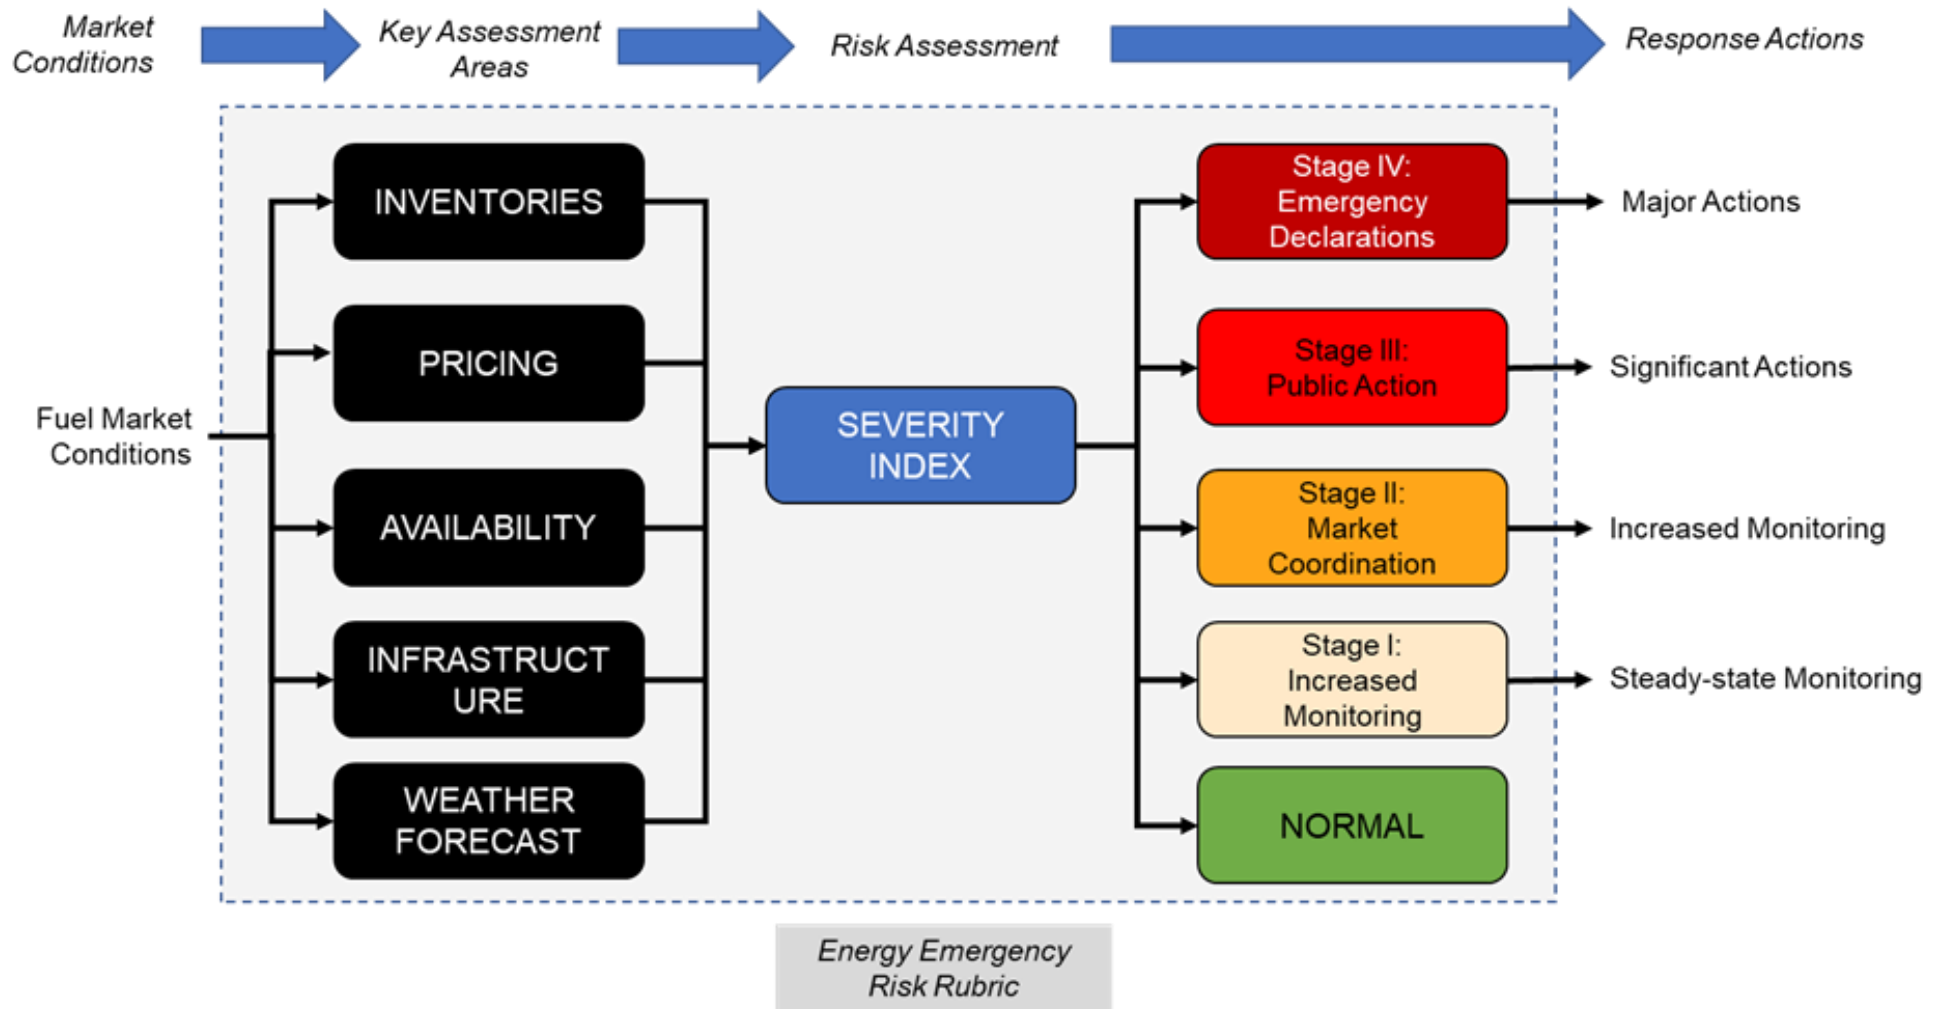 Market
Conditions
Key Assessment
Areas
Risk Assessment
Response Actions
Fuel Market
Conditions
INVENTORIES
PRICING
AVAILABILITY
INFRASTRUCT
URE
WEATHER
FORECAST
SEVERITY
INDEX
Stage IV:
Emergency
Declarations
Major Actions
Stage III:
Public Action
Significant Actions
Stage II:
Market
Coordination
Increased Monitoring
Stage I:
Increased
Monitoring
Steady-state Monitoring
NORMAL
Energy Emergency
Risk Rubric